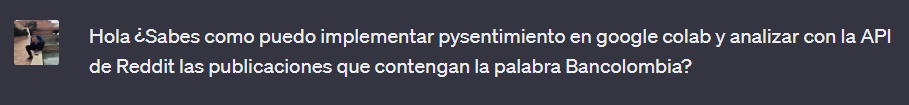 Hola ¿Sabes como puedo implementar pysentimiento en google colab y analizar con la API
de Reddit las publicaciones que contengan la palabra Bancolombia?